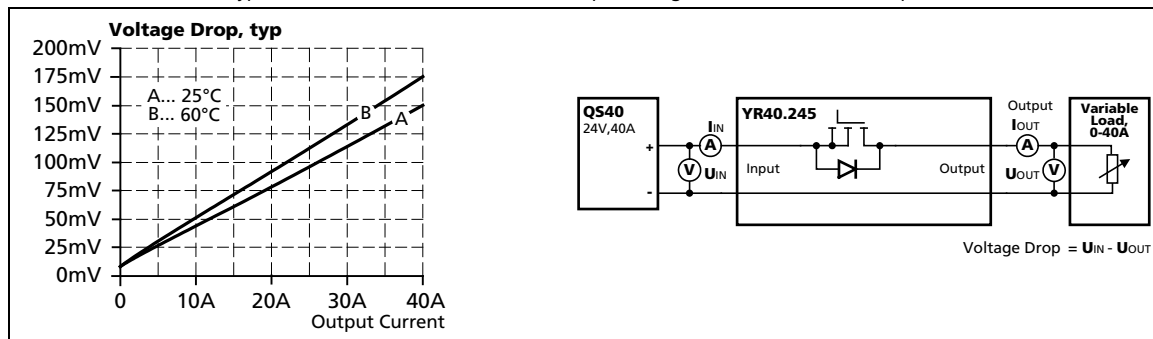 Voltage Drop, typ
200mV
175mV
150mV
125mV
100mV
75mV
50mV
25mV
0mV
A... 25°C
B... 60°C
B
A
0
10A
20A
30A
40A
Output Current
QS40
24V,40A
+
-
IIN
A
V
UIN
YR40.245
Input
Output
Output
IOUT
A
UOUT
V
Variable
Load,
0-40A
Voltage Drop = UIN - UOUT